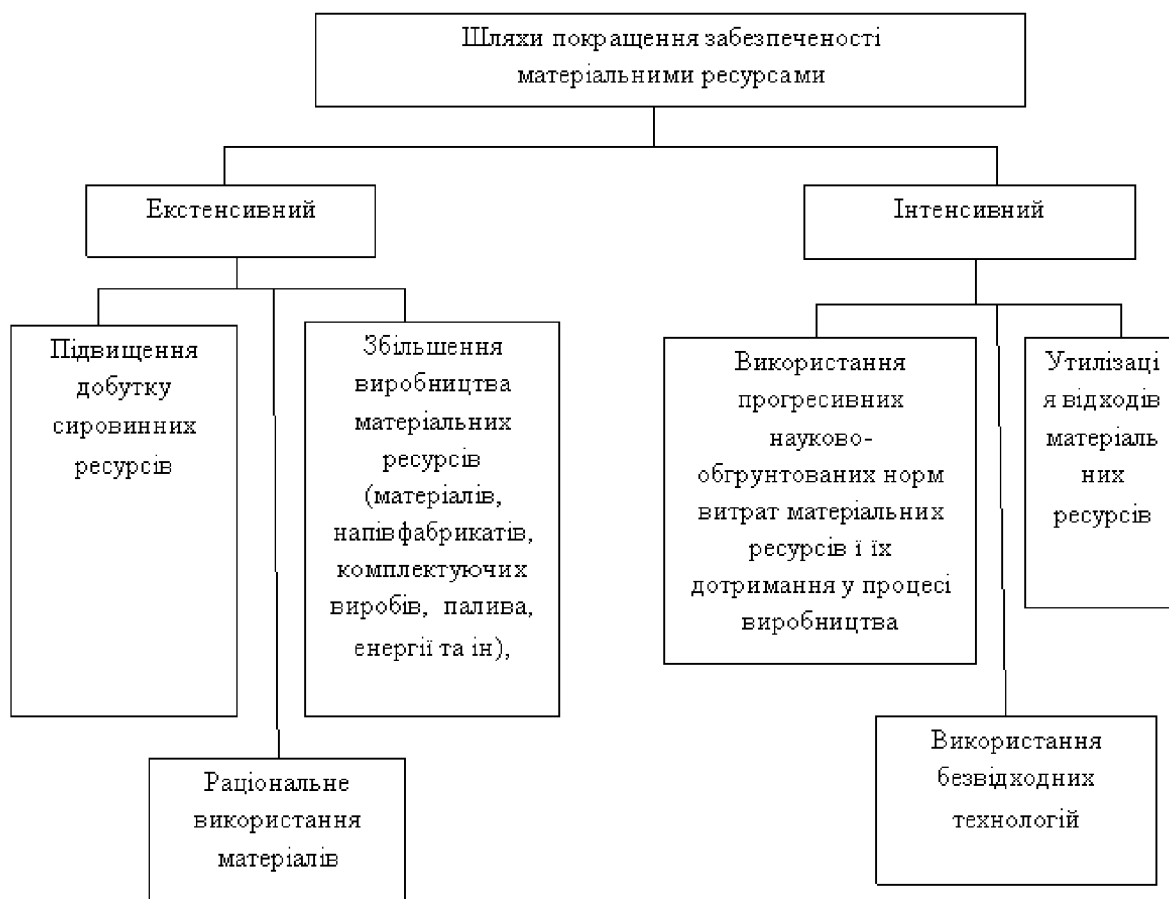 Шляхи покращення забезпеченості
матеріальними ресурсами
Екстенсивний
Інтенсивний
Підвищення
добутку
сировинних
ресурсів
Збільшення
виробництва
матеріальних
ресурсів
(матеріалів,
напівфабрикатів,
комплектуючих
виробів, палива,
енергії та ін),
Використання
прогресивних
науково-
обгрунтованих норм
витрат матеріальних
ресурсів ї їх
дотримання у процесі
виробництва
Утилізаці
я відходів
матеріаль
них
ресурсів
Раціональне
використання
матеріалів
Використання
безвідходних
технологій